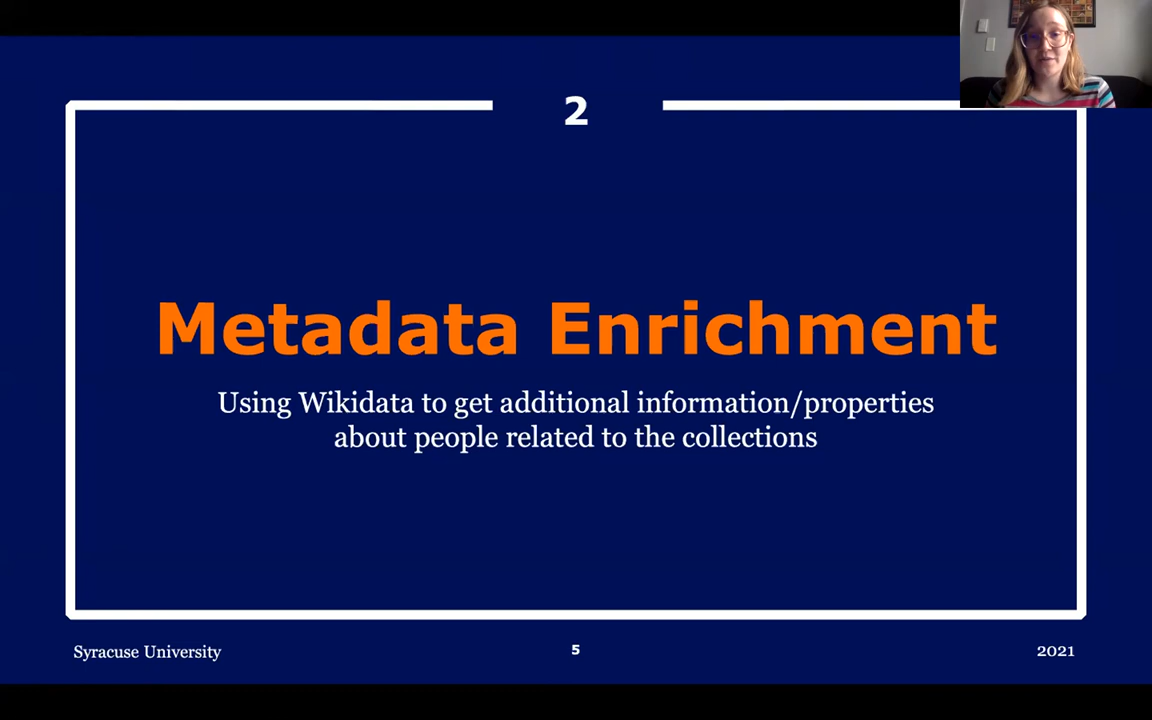 2
Metadata Enrichment
Using Wikidata to get additional information/properties
about people related to the collections
Syracuse University
5
2021